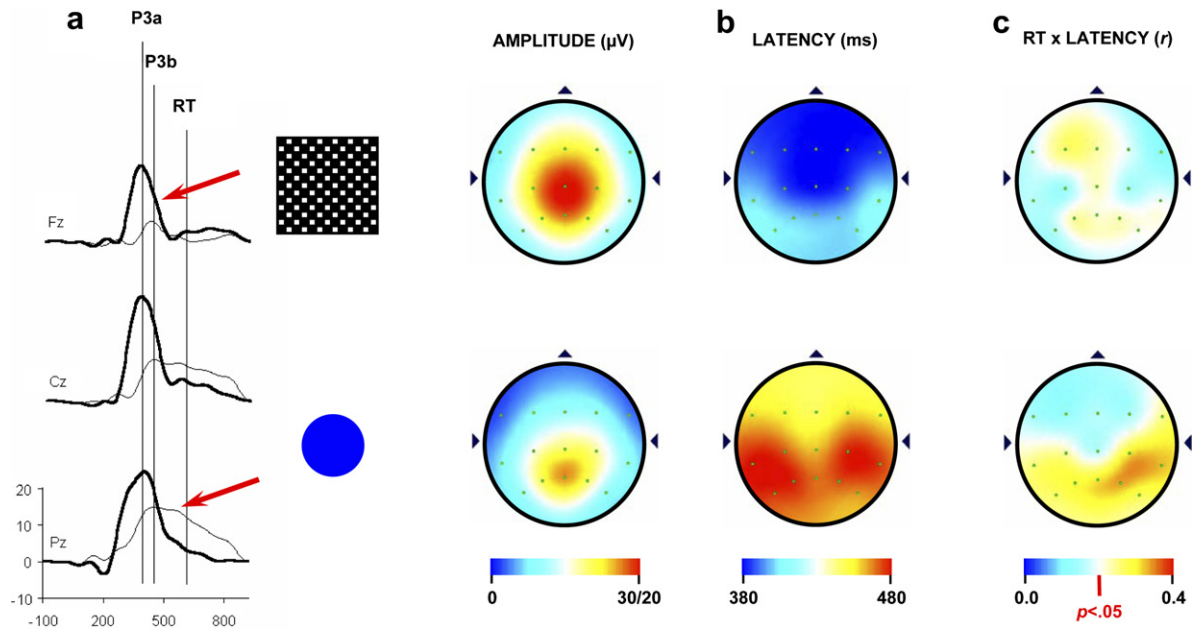 a
P3a
P3b
RT
Fz
Cz
Pz
20
10
0
-10
-100 200 500 800
AMPLITUDE (µV)
0 30/20
b
LATENCY (ms)
380 480
c
RT x LATENCY (r)
0.0 0.4
p<.05